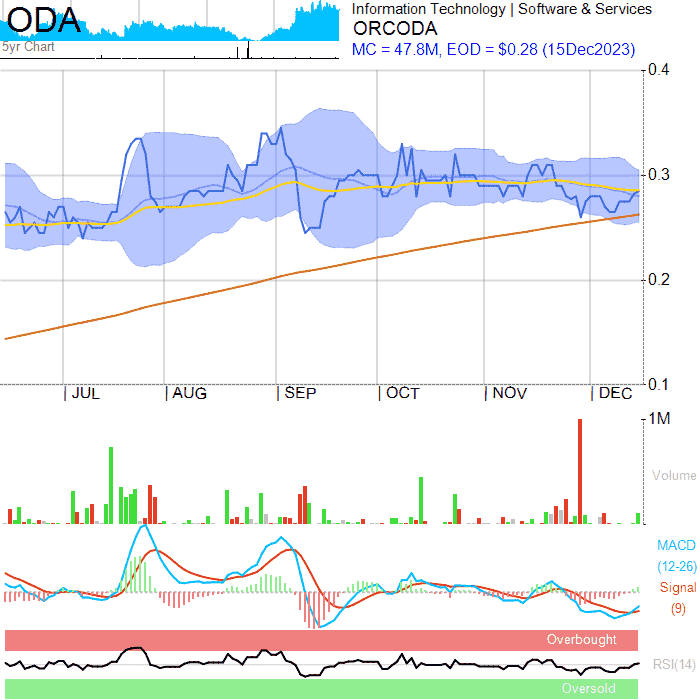 ODA
5yr Chart
Information Technology | Software & Services
ORCODA
MC = 47.8M, EOD = $0.28 (15Dec2023)
0.4
0.3
0.2
0.1
JUL AUG SEP OCT NOV DEC
1M
Volume
MACD
(12-26)
Signal
(9)
Overbought
RSI(14)
Oversold